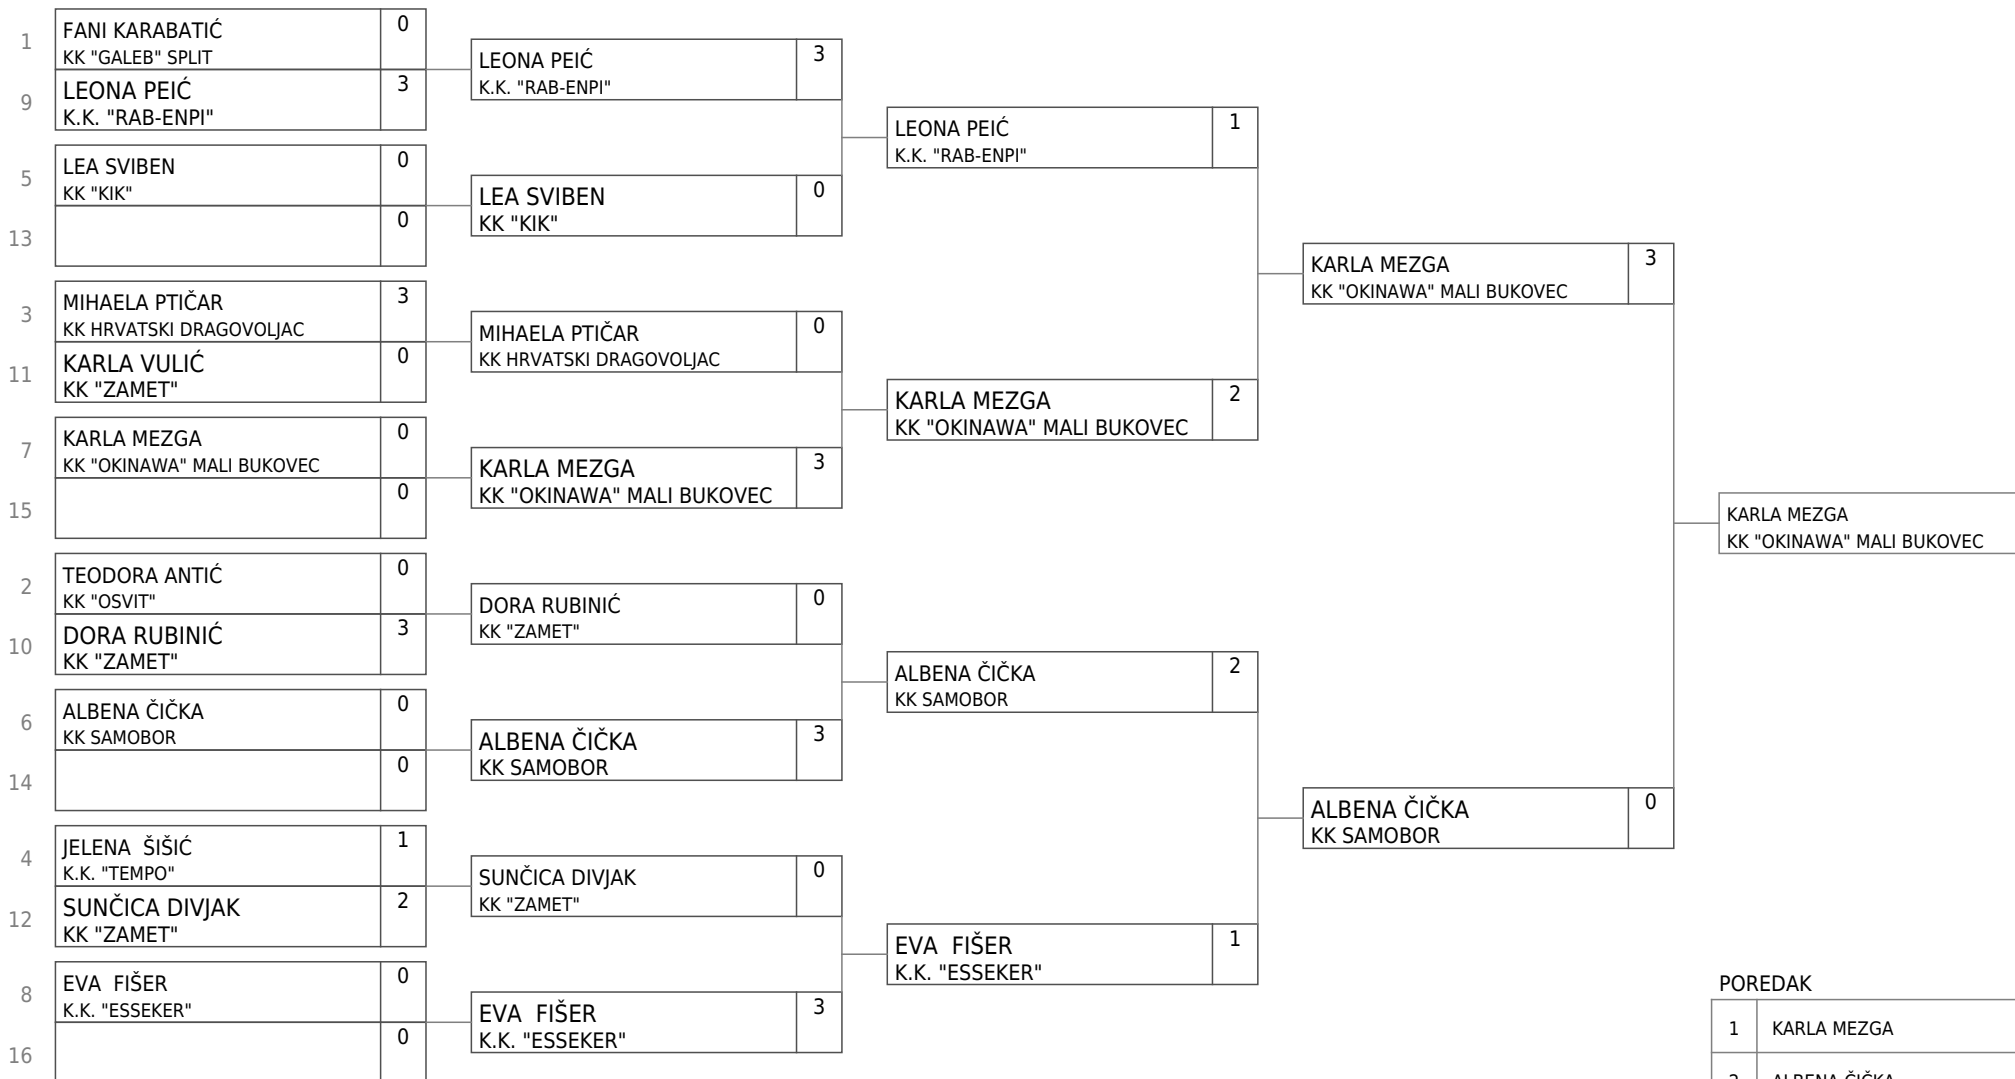 1
FANI KARABATIĆ 0
KK "GALEB" SPLIT
9
LEONA PEIĆ 3
K.K. "RAB-ENPI"
5
LEA SVIBEN 0
KK "KIK"
13
0
3
MIHAELA PTIČAR 3
KK HRVATSKI DRAGOVOLJAC
11
KARLA VULIĆ 0
KK "ZAMET"
7
KARLA MEZGA 0
KK "OKINAWA" MALI BUKOVEC
15
0
2
TEODORA ANTIĆ 0
KK "OSVIT"
10
DORA RUBINIĆ 3
KK "ZAMET"
6
ALBENA ČIČKA 0
KK SAMOBOR
14
0
4
JELENA  ŠIŠIĆ 1
K.K. "TEMPO"
12
SUNČICA DIVJAK 2
KK "ZAMET"
8
EVA  FIŠER 0
K.K. "ESSEKER"
16
0
LEONA PEIĆ 3
K.K. "RAB-ENPI"
LEA SVIBEN 0
KK "KIK"
MIHAELA PTIČAR 0
KK HRVATSKI DRAGOVOLJAC
KARLA MEZGA 3
KK "OKINAWA" MALI BUKOVEC
DORA RUBINIĆ 0
KK "ZAMET"
ALBENA ČIČKA 3
KK SAMOBOR
SUNČICA DIVJAK 0
KK "ZAMET"
EVA  FIŠER 3
K.K. "ESSEKER"
LEONA PEIĆ 1
K.K. "RAB-ENPI"
KARLA MEZGA 2
KK "OKINAWA" MALI BUKOVEC
ALBENA ČIČKA 2
KK SAMOBOR
EVA  FIŠER 1
K.K. "ESSEKER"
KARLA MEZGA 3
KK "OKINAWA" MALI BUKOVEC
ALBENA ČIČKA 0
KK SAMOBOR
KARLA MEZGA
KK "OKINAWA" MALI BUKOVEC
POREDAK
1 KARLA MEZGA
2 ALBENA ČIČKA